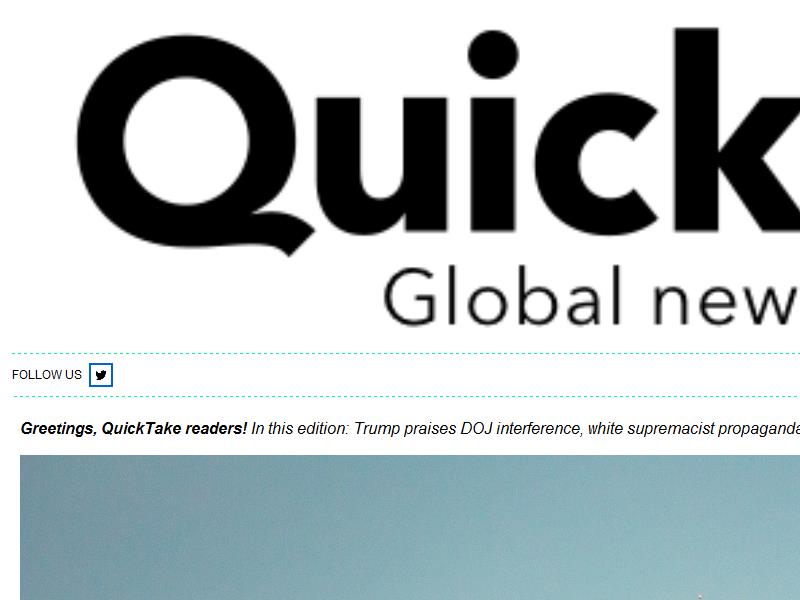 Quick
Global new
FOLLOW US
Greetings, QuickTake readers! In this edition: Trump praises DOJ interference, white supremacist propaganda